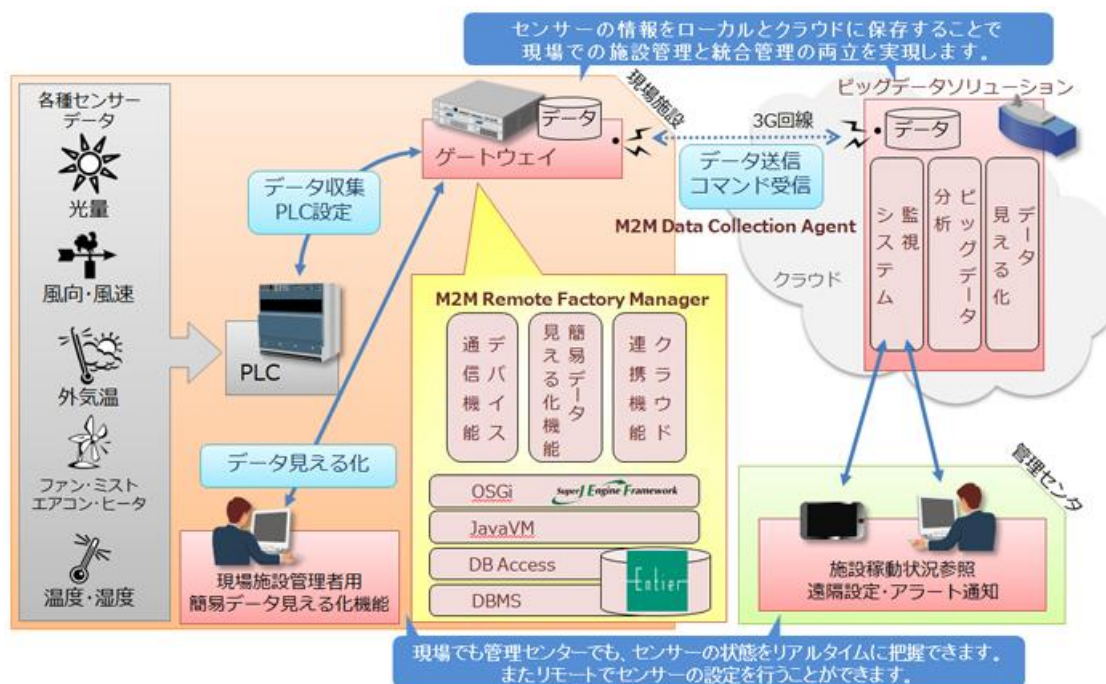 センサーの情報をローカルとクラウドに保存することで
現場での施設管理と統合管理の両立を実現します。
各種センサー
データ
光量
風向・風速
外気温
ファン・ミスト
エアコン・ヒータ
温度・湿度
データ
ゲートウェイ
現場施設
データ収集
PLC設定
PLC
データ見える化
現場施設管理者用
簡易データ見える化機能
3G回線
データ送信
コマンド受信
M2M Data Collection Agent
M2M Remote Factory Manager
デバイス
通信機能
簡易データ
見える化機能
クラウド
連携機能
OSGi
SuperJ Engine Framework
JavaVM
DB Access
DBMS
Entier
ビッグデータソリューション
データ
クラウド
監視
システム
ビッグデータ
分析
データ
見える化
管理センタ
施設稼動状況参照
遠隔設定・アラート通知
現場でも管理センターでも、センサーの状態をリアルタイムに把握できます。
またリモートでセンサーの設定を行うことができます。